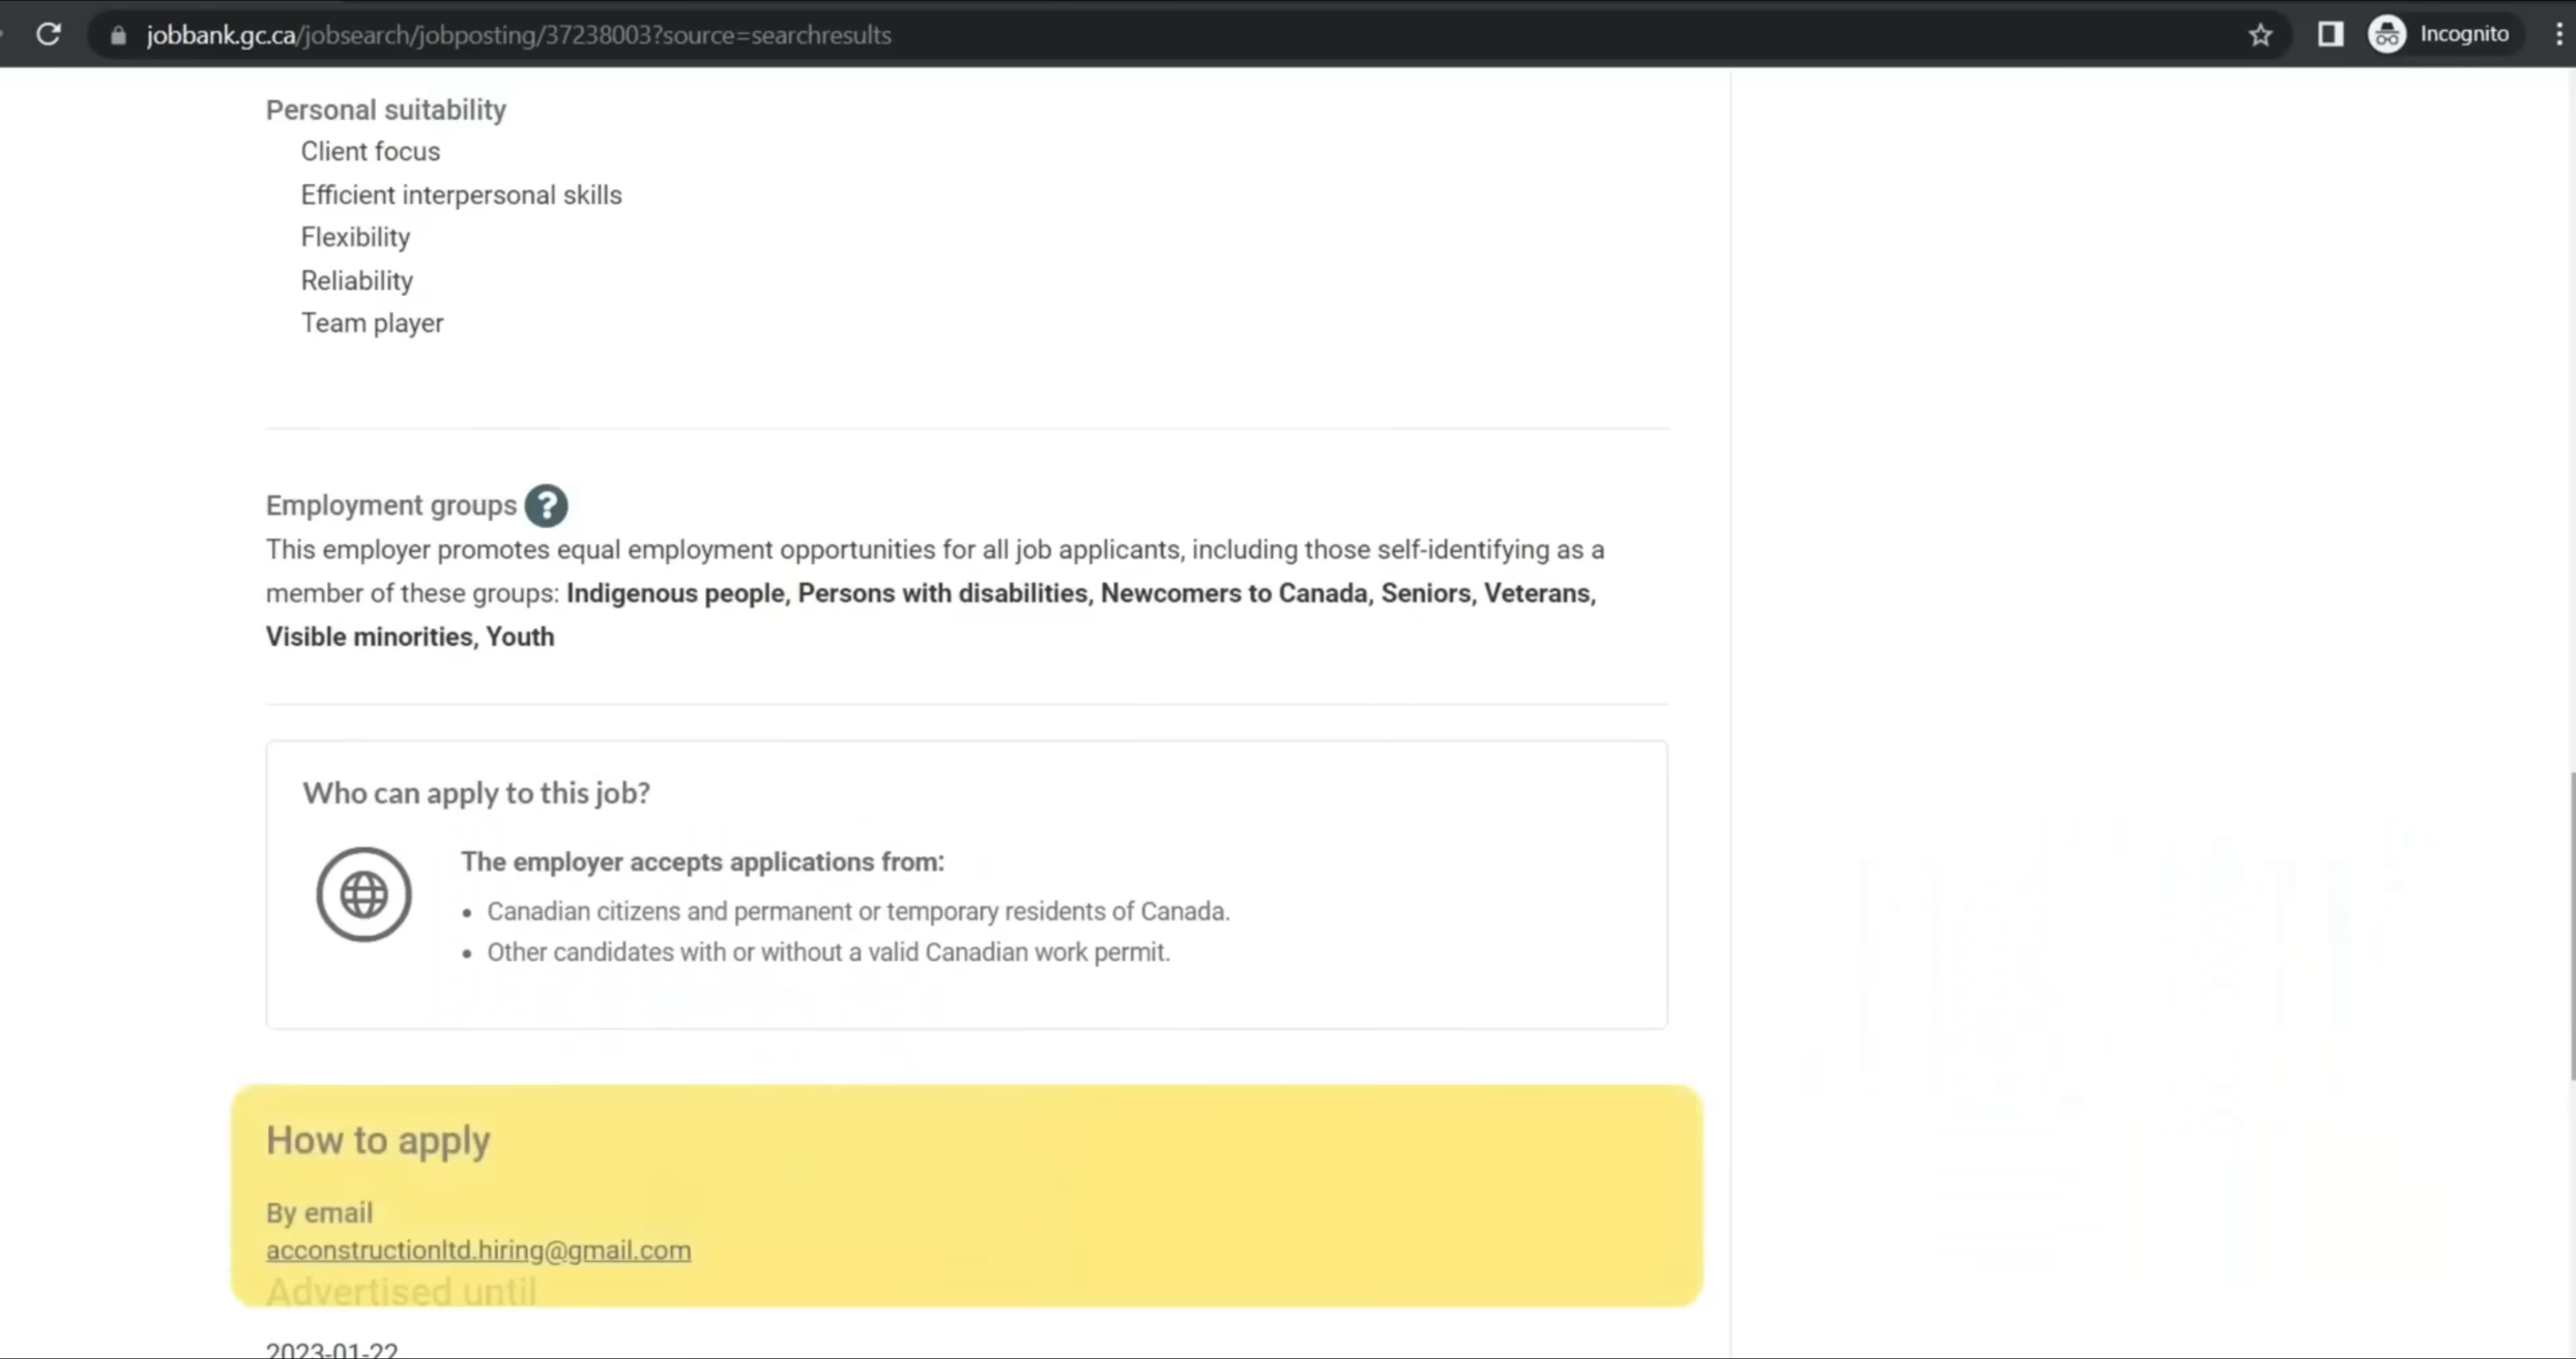 jobbank.gc.ca/jobsearch/jobposting/37238003?source=searchresults
Incognito
Personal suitability
Client focus
Efficient interpersonal skills
Flexibility
Reliability
Team player
Employment groups ?
This employer promotes equal employment opportunities for all job applicants, including those self-identifying as a
member of these groups: Indigenous people, Persons with disabilities, Newcomers to Canada, Seniors, Veterans,
Visible minorities, Youth
Who can apply to this job?
The employer accepts applications from:
• Canadian citizens and permanent or temporary residents of Canada.
• Other candidates with or without a valid Canadian work permit.
How to apply
By email
acconstructionltd.hiring@gmail.com
Advertised until
2023-01-22